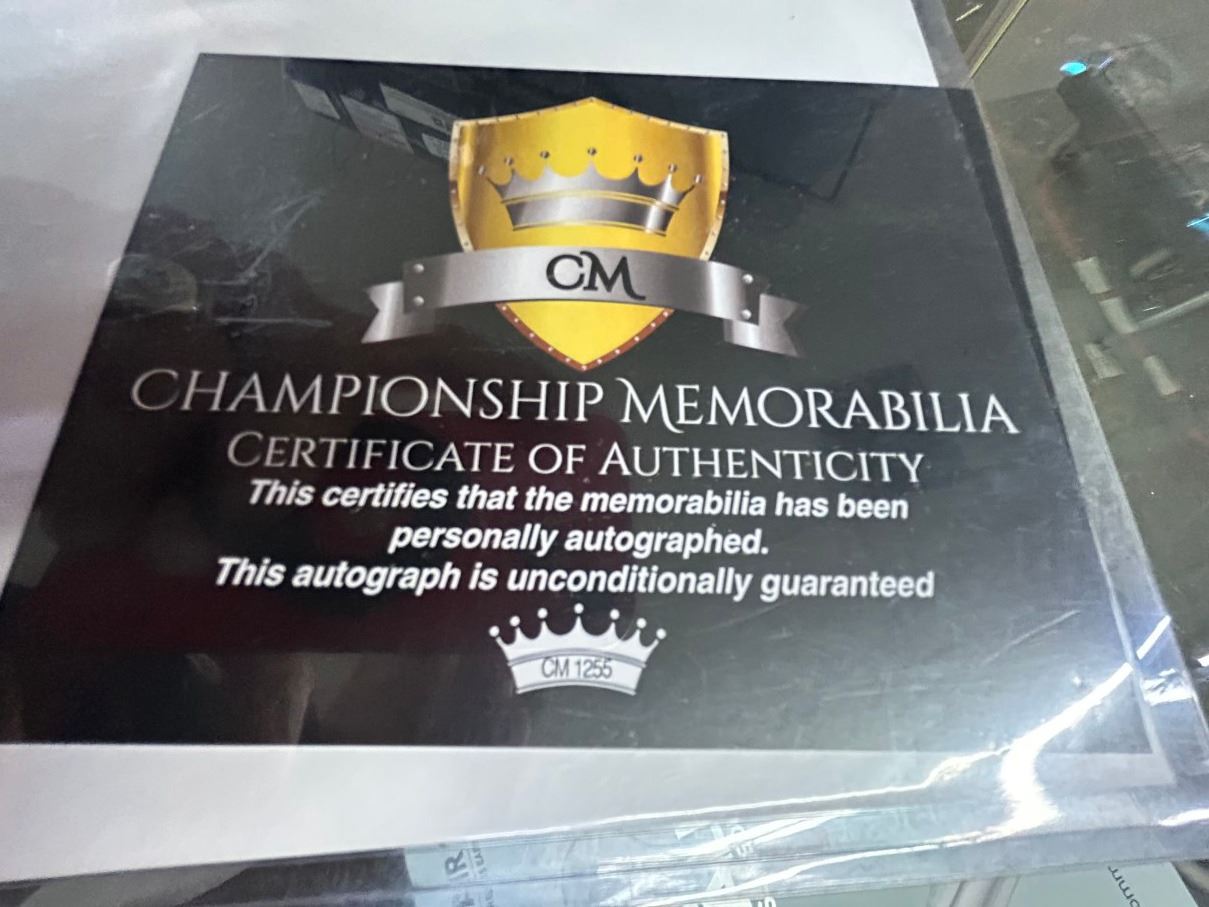 CM
CHAMPIONSHIP MEMORABILIA
CERTIFICATE OF AUTHENTICITY
This certifies that the memorabilia has been
personally autographed.
This autograph is unconditionally guaranteed
CM 1255